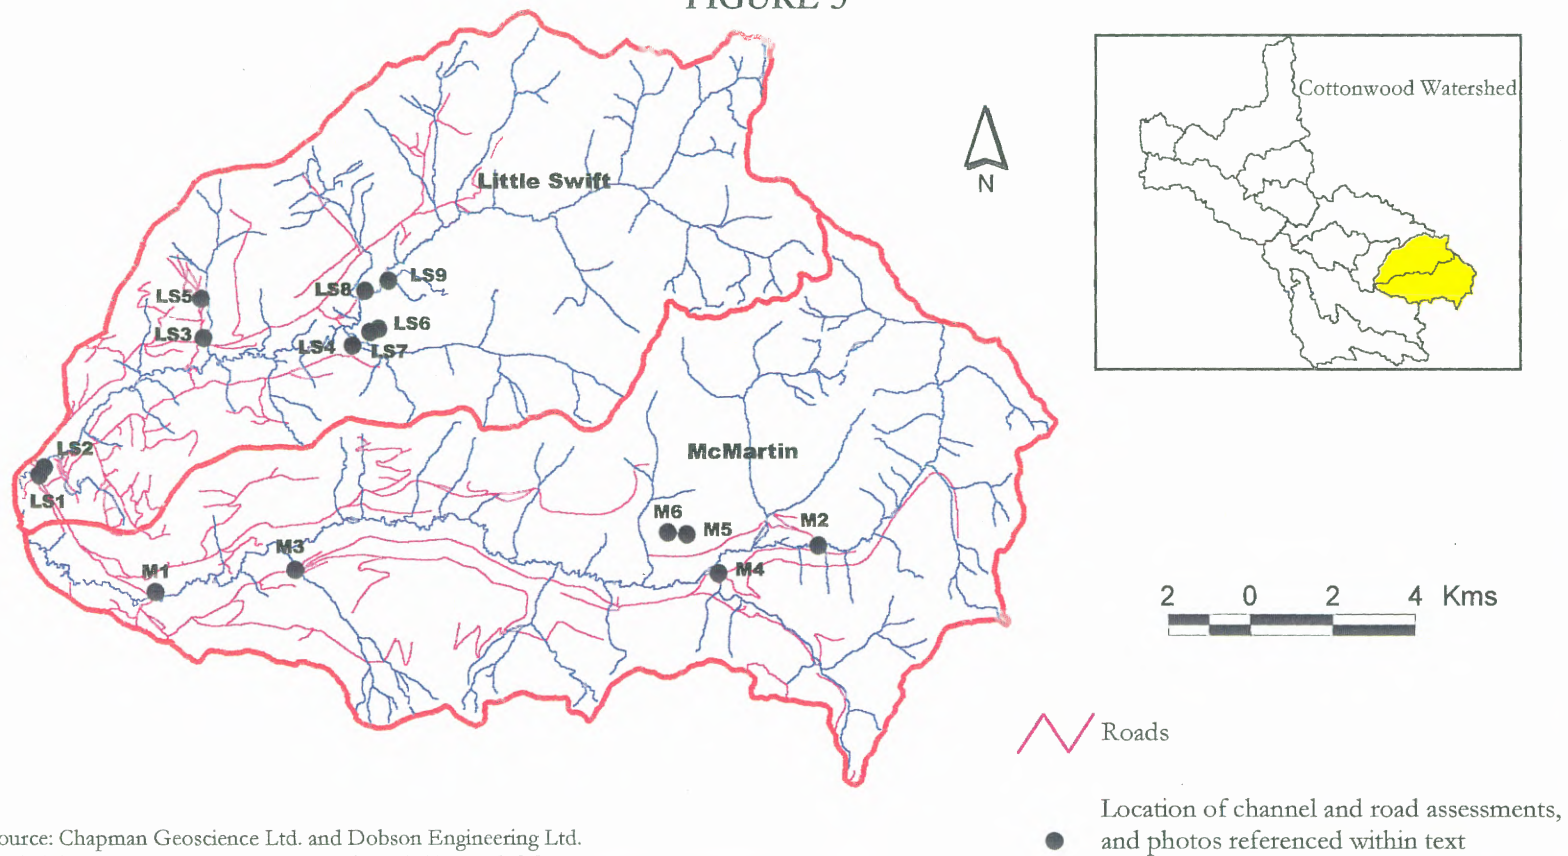 FIGURE 3
Cottonwood Watershed
N
Little Swift
LS9
LS8
LS5
LS6
LS3
LS4
LS7
LS2
LS1
McMartin
M6
M5
M2
M3
M4
M1
2 0 2 4 Kms
Roads
Location of channel and road assessments,
and photos referenced within text
ource: Chapman Geoscience Ltd. and Dobson Engineering Ltd.